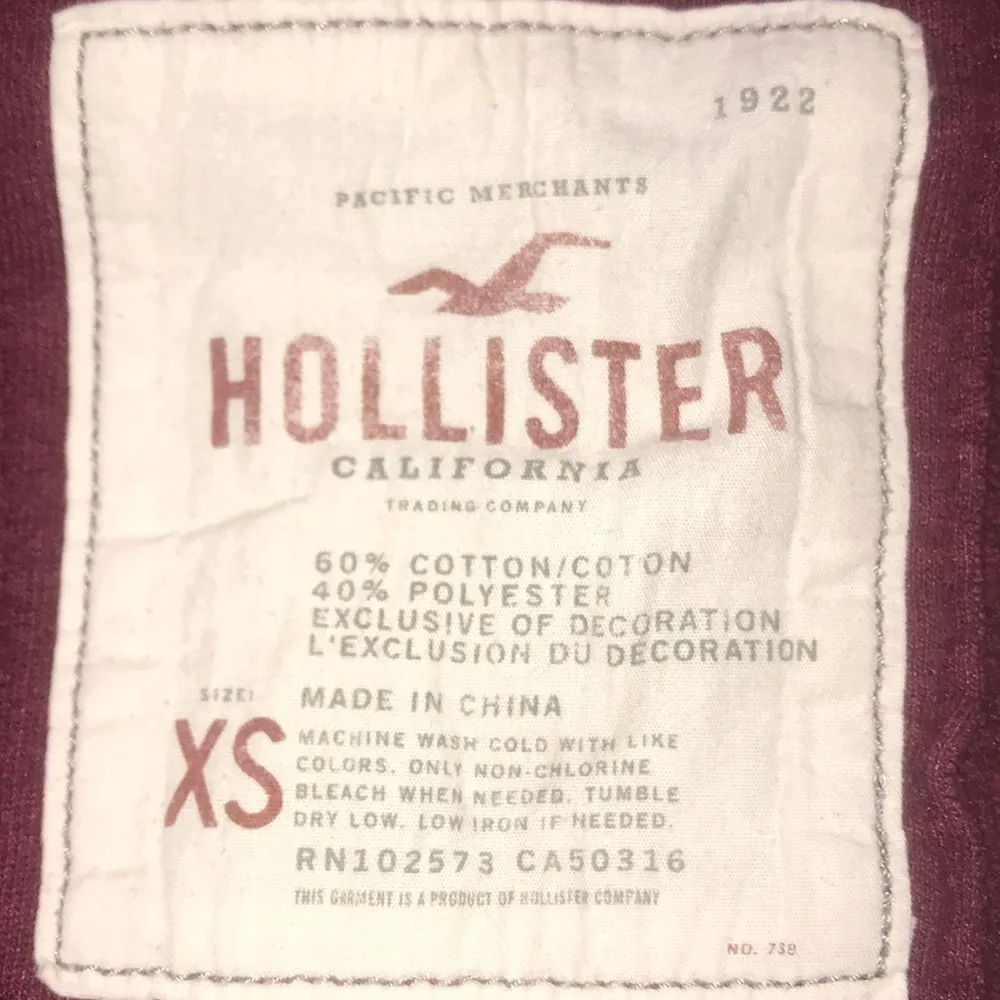 1922
PACIFIC MERCHANTS
HOLLISTER
CALIFORNIA
TRADING COMPANY
60% COTTON/COTON
40% POLYESTER
EXCLUSIVE OF DECORATION
L'EXCLUSION DU DECORATION
SIZE:
XS
MADE IN CHINA
MACHINE WASH COLD WITH LIKE
COLORS. ONLY NON-CHLORINE
BLEACH WHEN NEEDED. TUMBLE
DRY LOW. LOW IRON IF NEEDED.
RN102573 CA50316
THIS GARMENT IS A PRODUCT OF HOLLISTER COMPANY
NO.